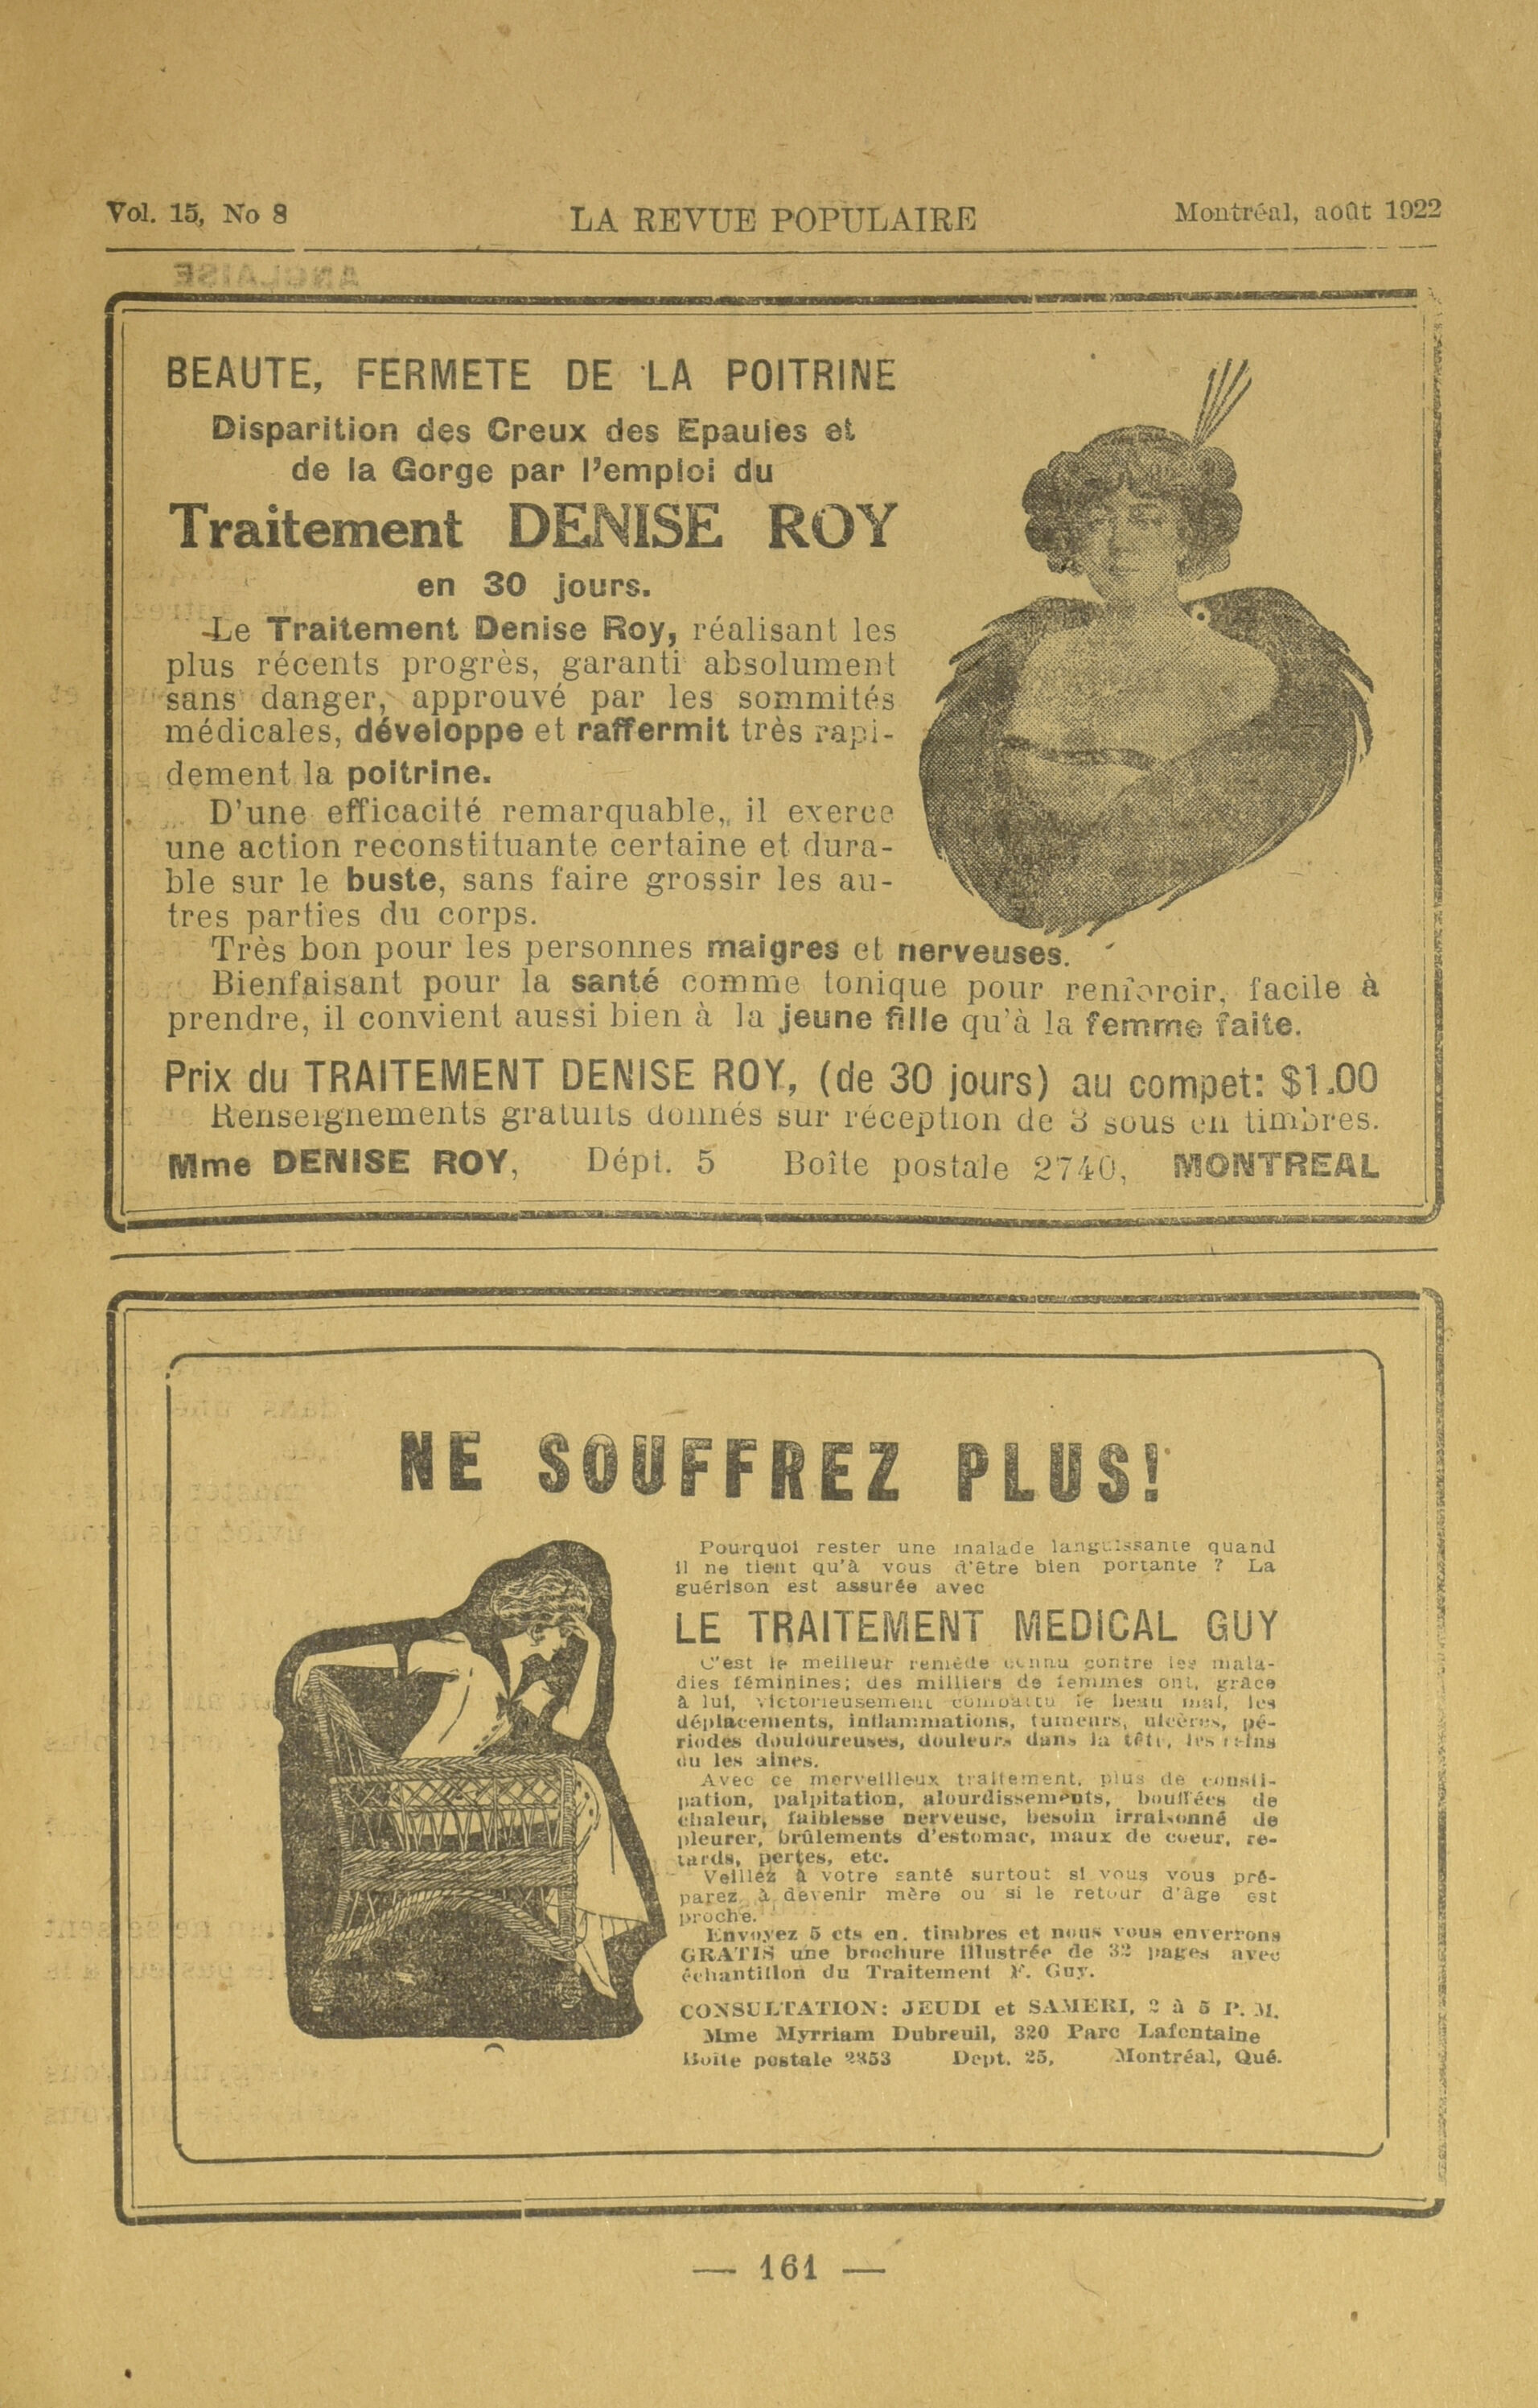 Vol. 15, No 8
LA REVUE POPULAIRE
Montréal, août 1922
BEAUTE, FERMETE DE LA POITRINE
Disparition des Creux des Epaules et
de la Gorge par l'emploi du
Traitement DENISE ROY
en 30 jours.
Le Traitement Denise Roy, réalisant les
plus récents progrès, garanti absolument
sans danger, approuvé par les sommités
médicales, développe et raffermit très rapi-
dement la poitrine.
D'une efficacité remarquable, il exerce
une action reconstituante certaine et dura-
ble sur le buste, sans faire grossir les au-
tres parties du corps.
Très bon pour les personnes maigres et nerveuses.
Bienfaisant pour la santé comme tonique pour renforcir, facile à
prendre, il convient aussi bien à la jeune fille qu'à la femme faite.
Prix du TRAITEMENT DENISE ROY, (de 30 jours) au compet: $1.00
Renseignements gratuits donnés sur réception de 3 sous en timbres.
Mme DENISE ROY, Dépt. 5 Boîte postale 2740, MONTREAL
NE SOUFFREZ PLUS!
Pourquoi rester une malade languissante quand
il ne tient qu'à vous d'être bien portante ? La
guérison est assurée avec
LE TRAITEMENT MEDICAL GUY
C'est le meilleur remède connu contre les mala-
dies féminines; des milliers de femmes ont, grâce
à lui, victorieusement combattu le beau mal, les
déplacements, inflammations, tumeurs, ulcères, pé-
riodes douloureuses, douleurs dans la tête, les reins
ou les aines.
Avec ce merveilleux traitement, plus de consti-
pation, palpitation, alourdissements, bouffées de
chaleur, faiblesse nerveuse, besoin irraisonné de
pleurer, brûlements d'estomac, maux de coeur, re-
tards, pertes, etc.
Veillez à votre santé surtout si vous vous pré-
parez à devenir mère ou si le retour d'âge est
proche.
Envoyez 5 cts en. timbres et nous vous enverrons
GRATIS une brochure illustrée de 32 pages avec
échantillon du Traitement F. Guy.
CONSULTATION: JEUDI et SAMERI, 2 à 5 P. M.
Mme Myrriam Dubreuil, 320 Parc Lafontaine
Boîte postale 2353 Dept. 25, Montréal, Qué.
— 161 —